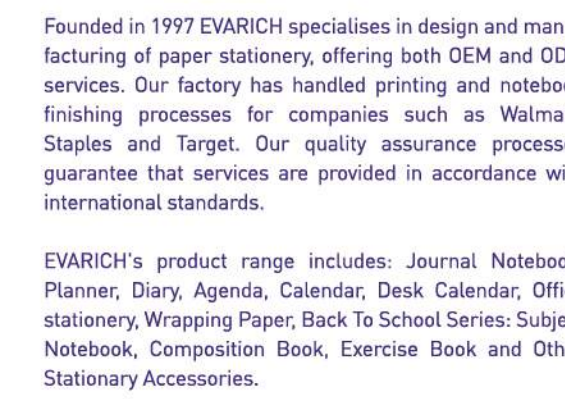 Founded in 1997 EVARICH specialises in design and man
facturing of paper stationery, offering both OEM and OD
services. Our factory has handled printing and noteboo
finishing processes for companies such as Walma
Staples and Target. Our quality assurance process
guarantee that services are provided in accordance wi
international standards.

EVARICH's product range includes: Journal Noteboo
Planner, Diary, Agenda, Calendar, Desk Calendar, Offi
stationery, Wrapping Paper, Back To School Series: Subje
Notebook, Composition Book, Exercise Book and Oth
Stationary Accessories.